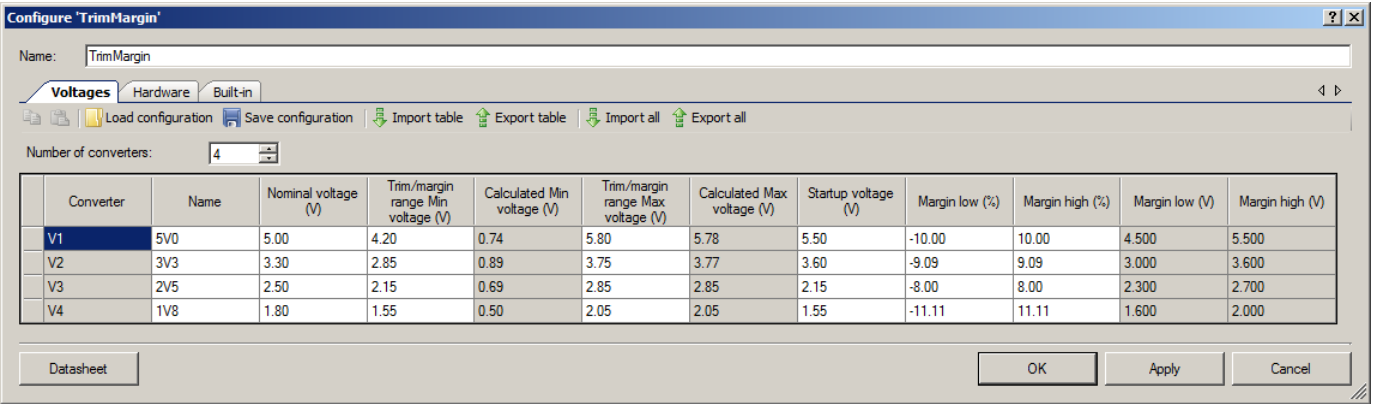 Configure 'TrimMargin'
Name: TrimMargin
Voltages Hardware Built-in
Load configuration Save configuration Import table Export table Import all Export all
Number of converters: 4
Converter Name Nominal voltage (V) Trim/margin range Min voltage (V) Calculated Min voltage (V) Trim/margin range Max voltage (V) Calculated Max voltage (V) Startup voltage (V) Margin low (%) Margin high (%) Margin low (V) Margin high (V)
V1 5V0 5.00 4.20 0.74 5.80 5.78 5.50 -10.00 10.00 4.500 5.500
V2 3V3 3.30 2.85 0.89 3.75 3.77 3.60 -9.09 9.09 3.000 3.600
V3 2V5 2.50 2.15 0.69 2.85 2.85 2.15 -8.00 8.00 2.300 2.700
V4 1V8 1.80 1.55 0.50 2.05 2.05 1.55 -11.11 11.11 1.600 2.000
Datasheet OK Apply Cancel